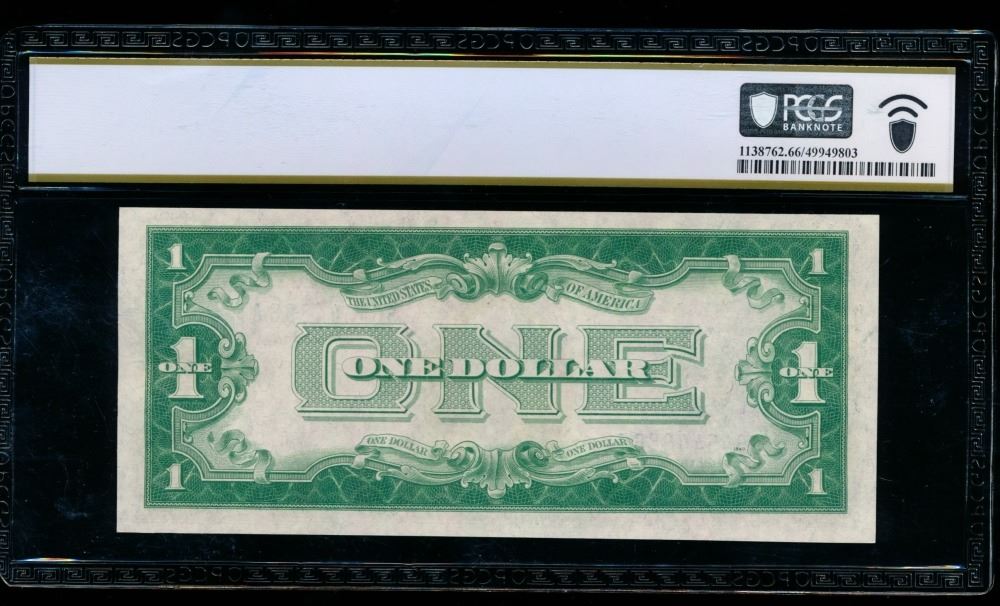 PCGS
BANKNOTE
1138762.66/49949803
1 1
THE UNITED STATES OF AMERICA
ONE
ONE DOLLAR
1 ONE 1 ONE
ONE DOLLAR ONE DOLLAR
1 1